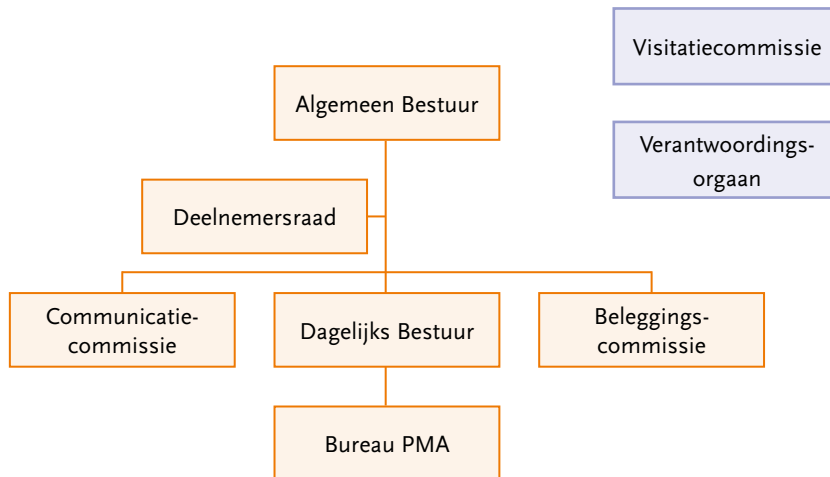 Visitatiecommissie
Algemeen Bestuur
Verantwoordings-
orgaan
Deelnemersraad
Communicatie-
commissie
Dagelijks Bestuur
Beleggings-
commissie
Bureau PMA